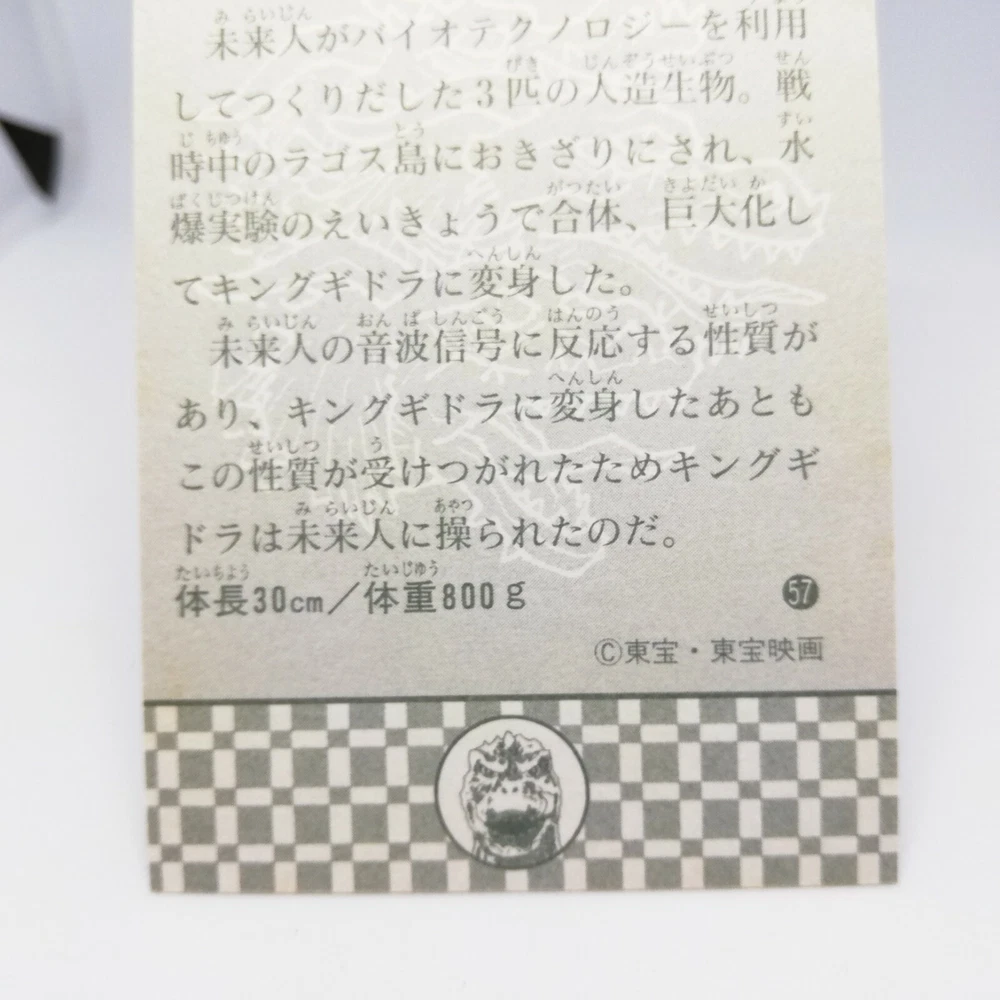 未来人がバイオテクノロジーを利用
してつくりだした3匹の人造生物。戦
時中のラゴス島におきざりにされ、水
爆実験のえいきょうで合体、巨大化し
てキングギドラに変身した。
未来人の音波信号に反応する性質が
あり、キングギドラに変身したあとも
この性質が受けつがれたためキングギ
ドラは未来人に操られたのだ。
体長30cm/体重800g
57
©東宝・東宝映画